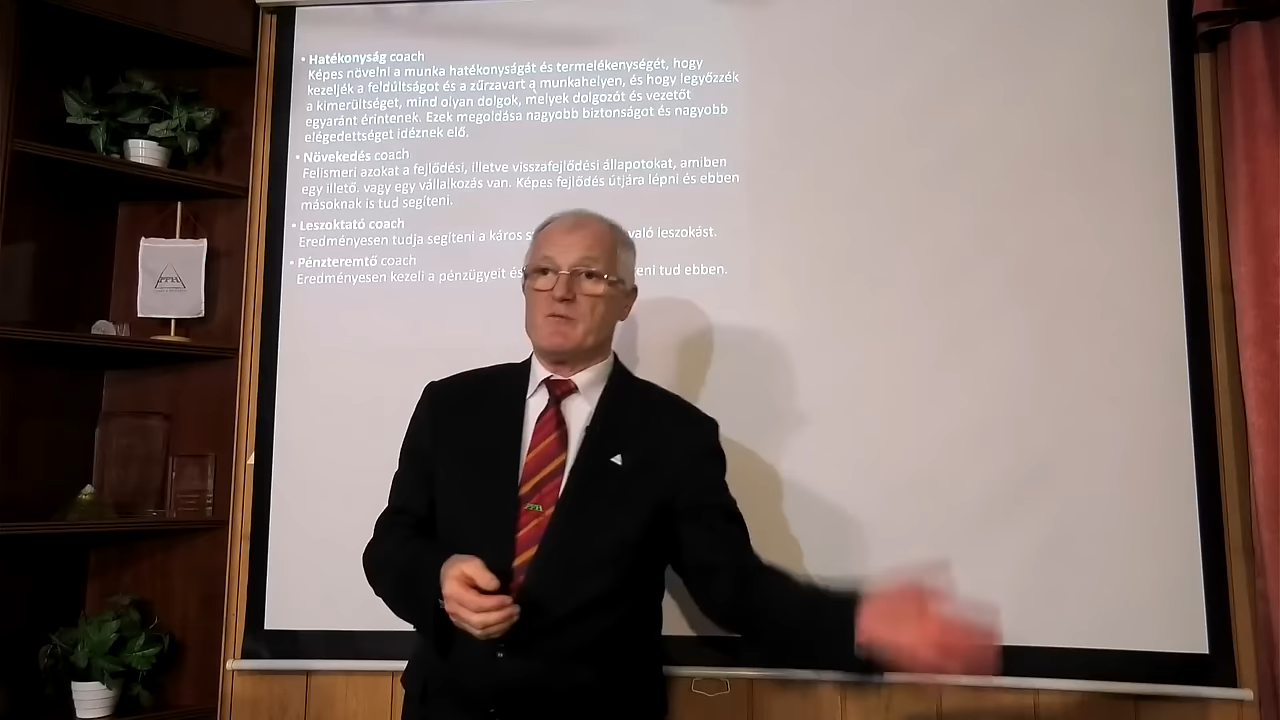 • Hatékonyság coach
Képes növelni a munka hatékonyságát és termelékenységét, hogy
kezeljék a feldúltságot és a zűrzavart a munkahelyen, és hogy legyőzzék
a kimerültséget, mind olyan dolgok, melyek dolgozót és vezetőt
egyaránt érintenek. Ezek megoldása nagyobb biztonságot és nagyobb
elégedettséget idéznek elő.
• Növekedés coach
Felismeri azokat a fejlődési, illetve visszafejlődési állapotokat, amiben
egy illető. vagy egy vállalkozás van. Képes fejlődés útjára lépni és ebben
másoknak is tud segíteni.
• Leszoktató coach
Eredményesen tudja segíteni a káros való leszokást.
• Pénzteremtő coach
Eredményesen kezeli a pénzügyeit és tud ebben.
PPH
PPH